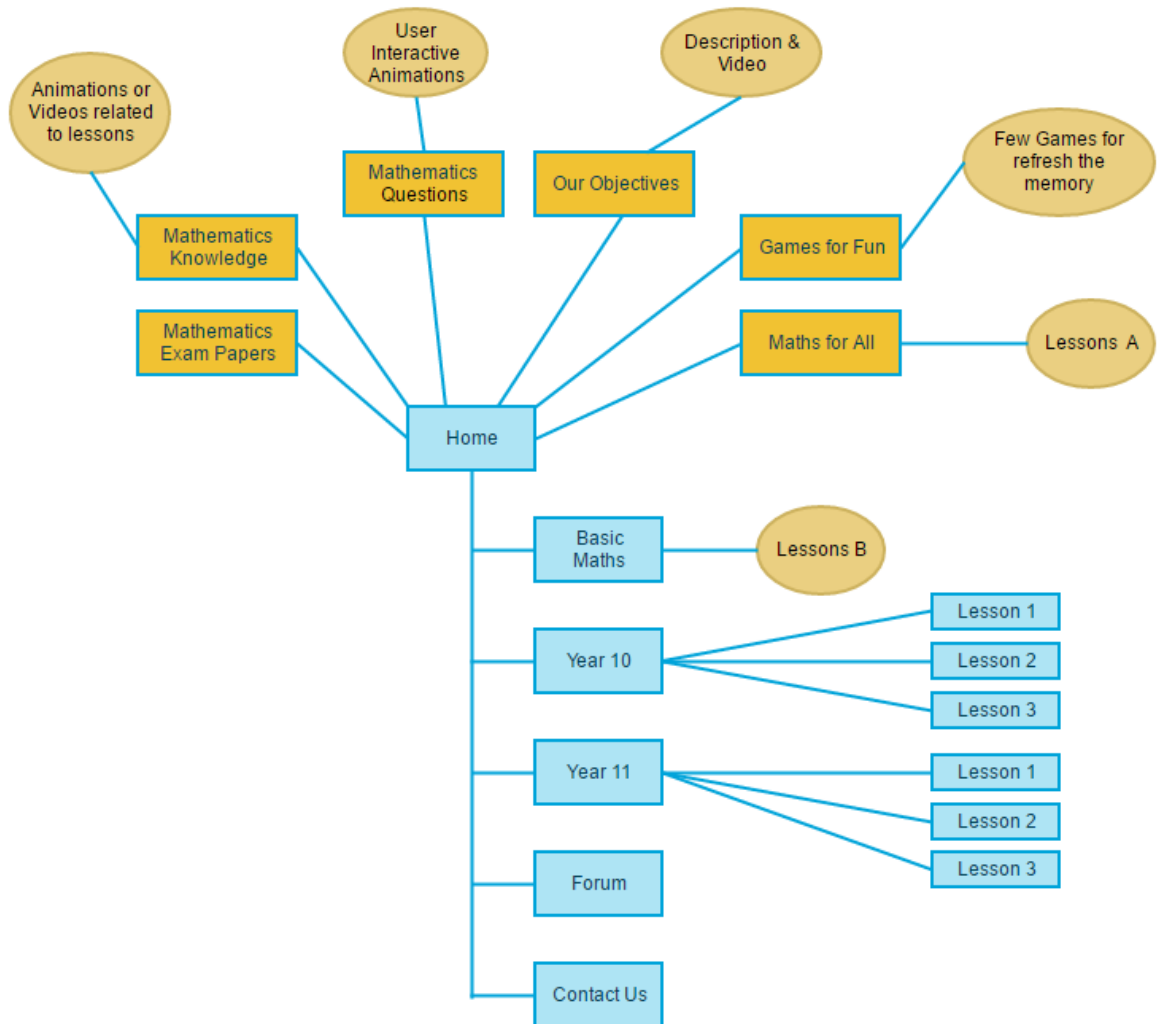 User
Interactive
Animations
Description &
Video
Animations or
Videos related
to lessons
Few Games for
refresh the
memory
Mathematics
Questions
Our Objectives
Mathematics
Knowledge
Games for Fun
Mathematics
Exam Papers
Maths for All
Lessons A
Home
Basic
Maths
Lessons B
Lesson 1
Year 10
Lesson 2
Lesson 3
Year 11
Lesson 1
Lesson 2
Lesson 3
Forum
Contact Us